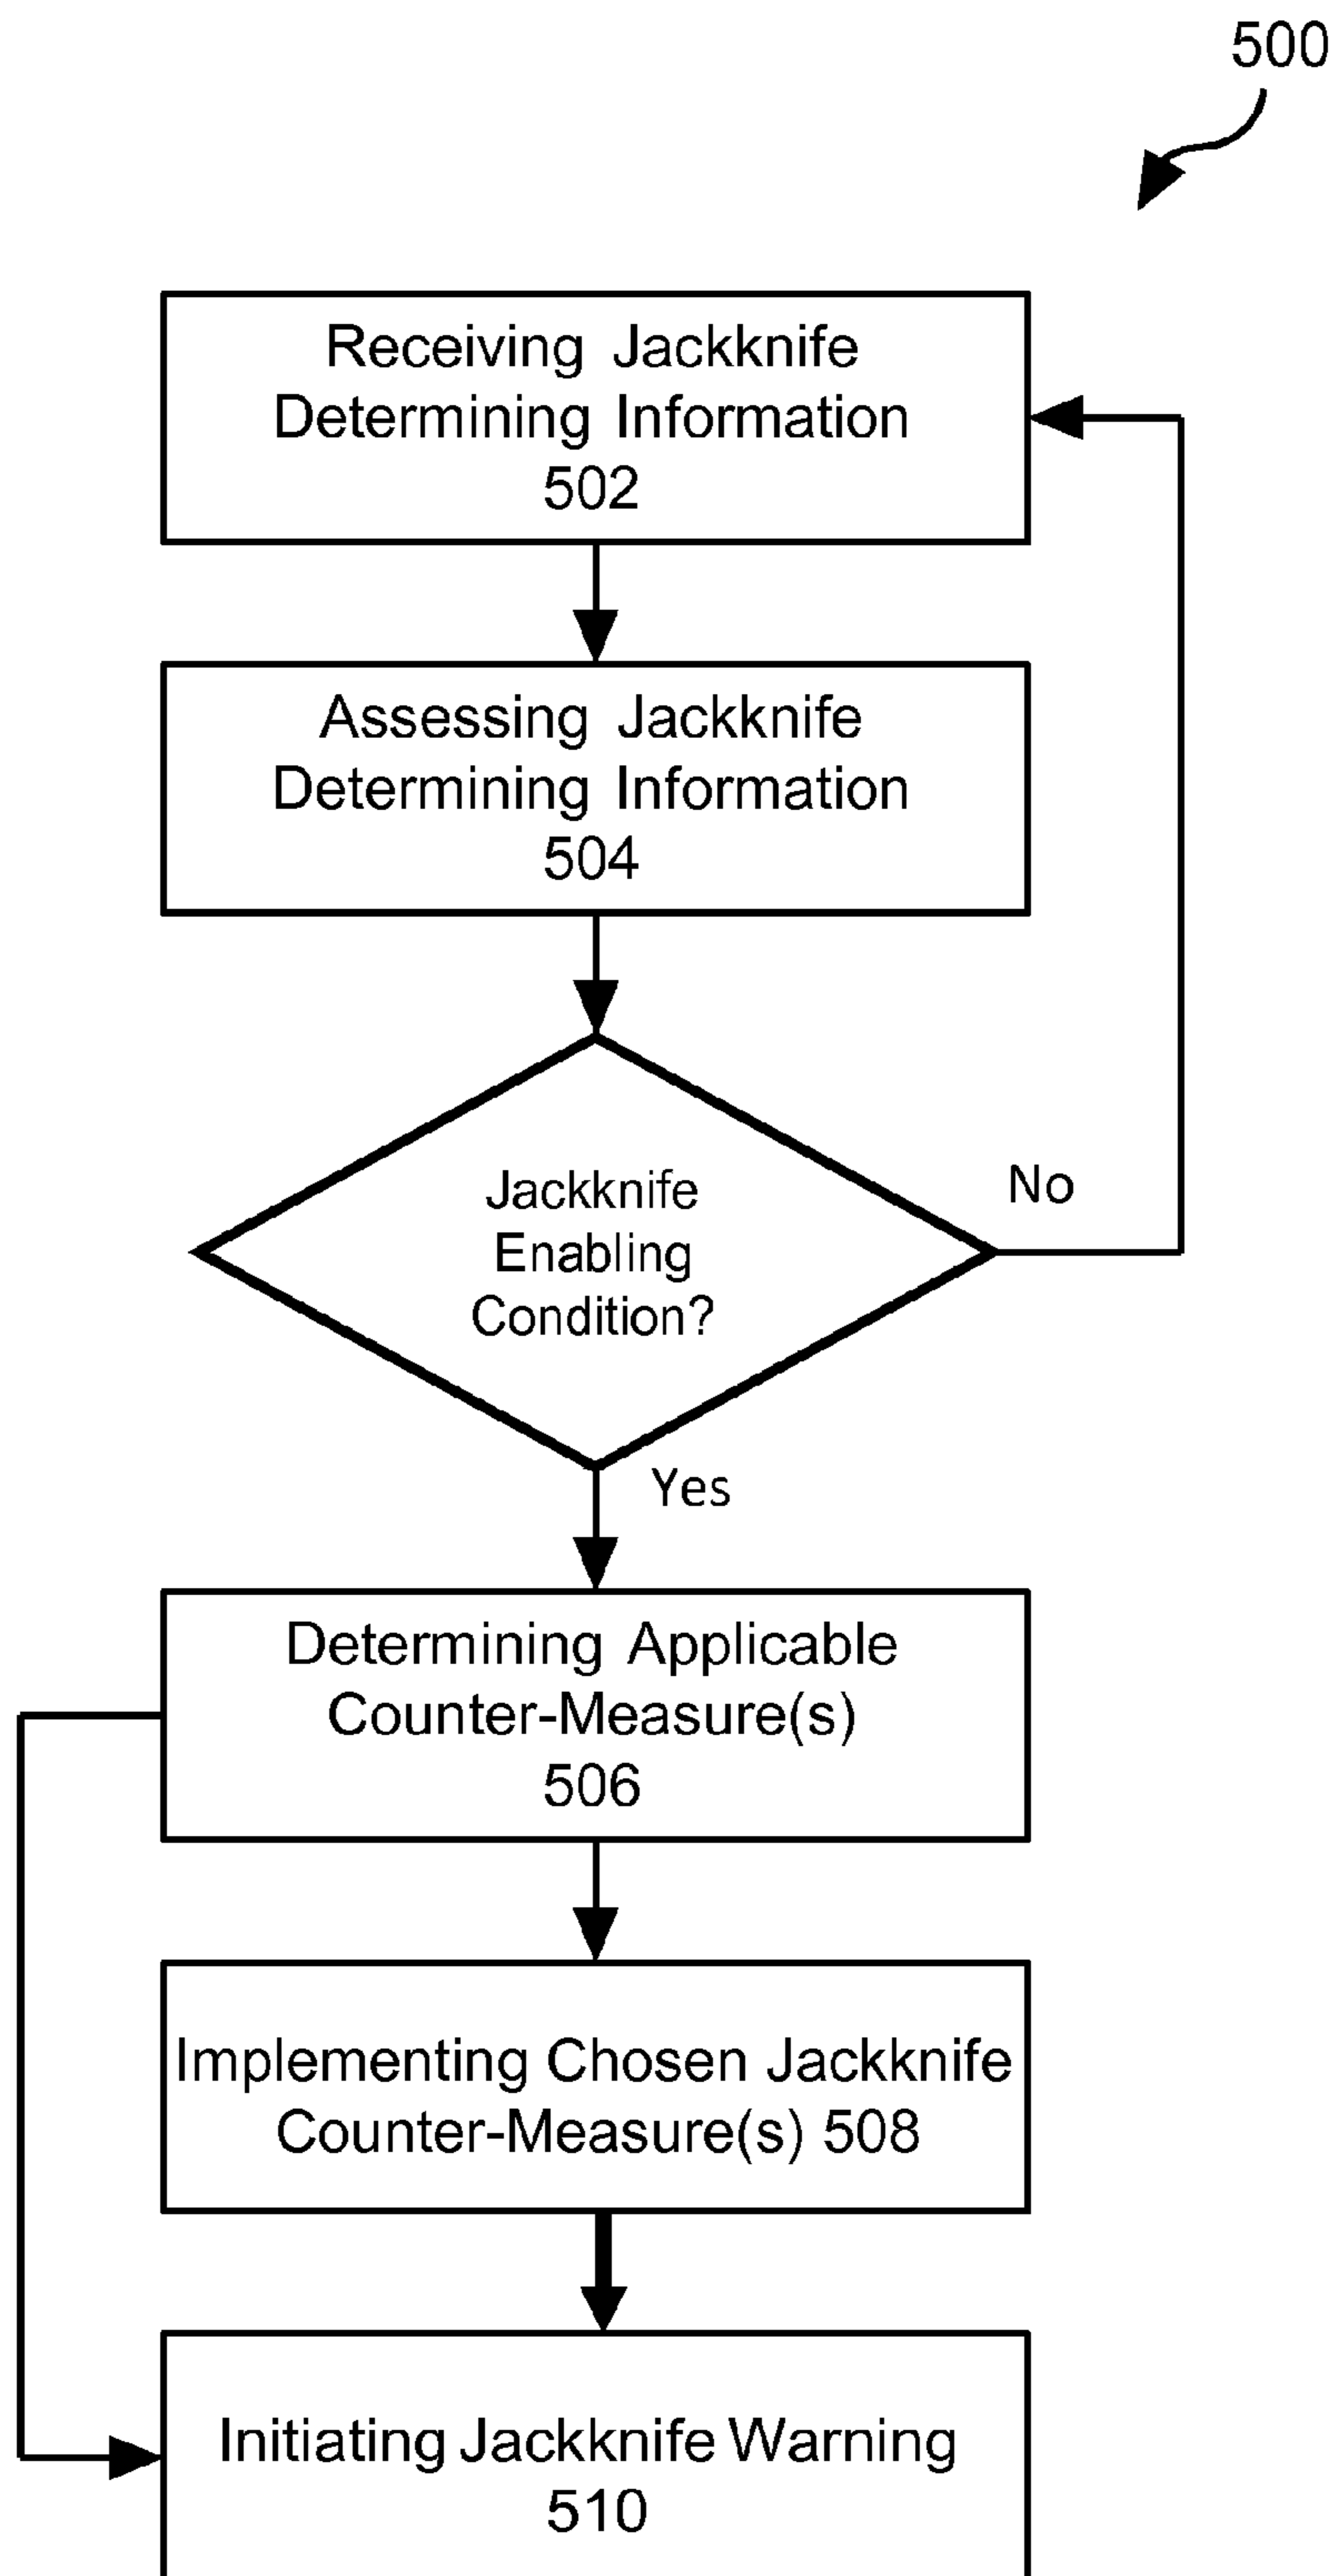 500
Receiving Jackknife
Determining Information
502
Assessing Jackknife
Determining Information
504
Jackknife
Enabling
Condition?
No
Yes
Determining Applicable
Counter-Measure(s)
506
Implementing Chosen Jackknife
Counter-Measure(s) 508
Initiating Jackknife Warning
510